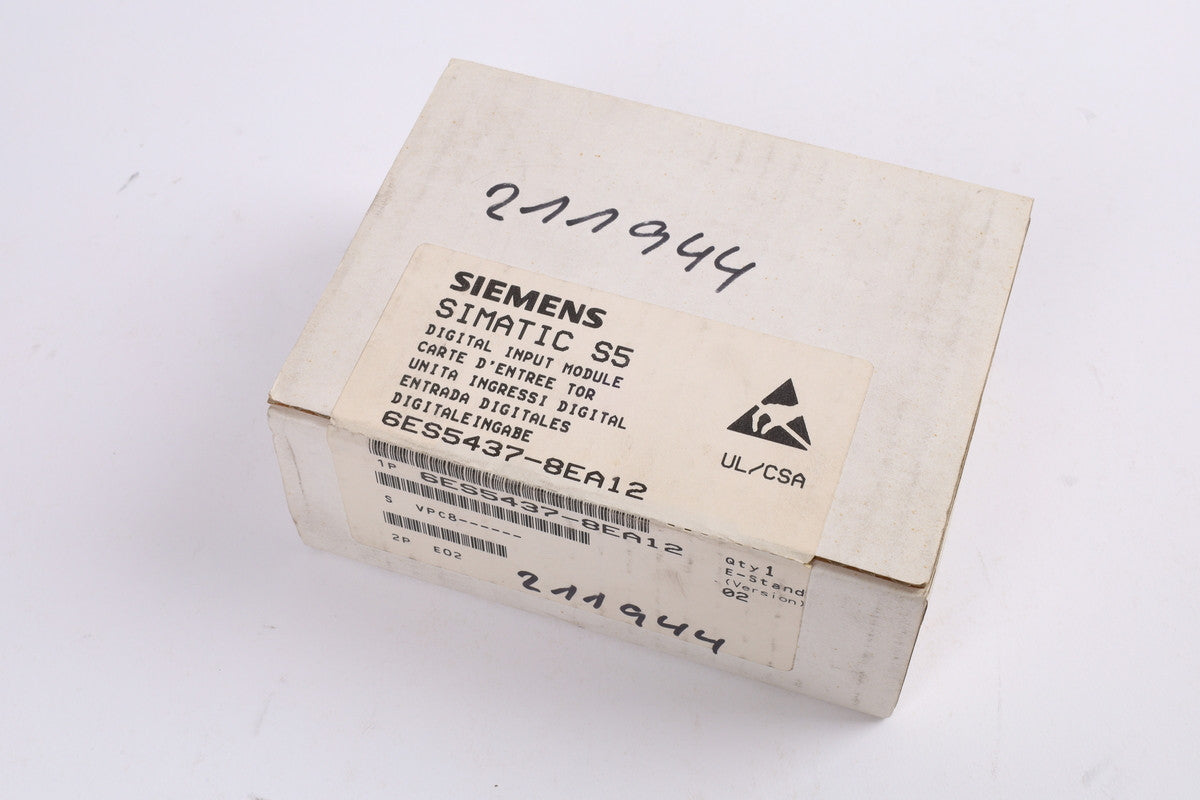 211944
SIEMENS
SIMATIC S5
DIGITAL INPUT MODULE
CARTE D'ENTREE TOR
UNITA INGRESSI DIGITAL
ENTRADA DIGITALES
DIGITALEINGABE
6ES5437-8EA12
UL/CSA
1P 6ES5437-8EA12
S VPC8------
2P E02
Qty 1
E-Stand
(Version)
02
211944